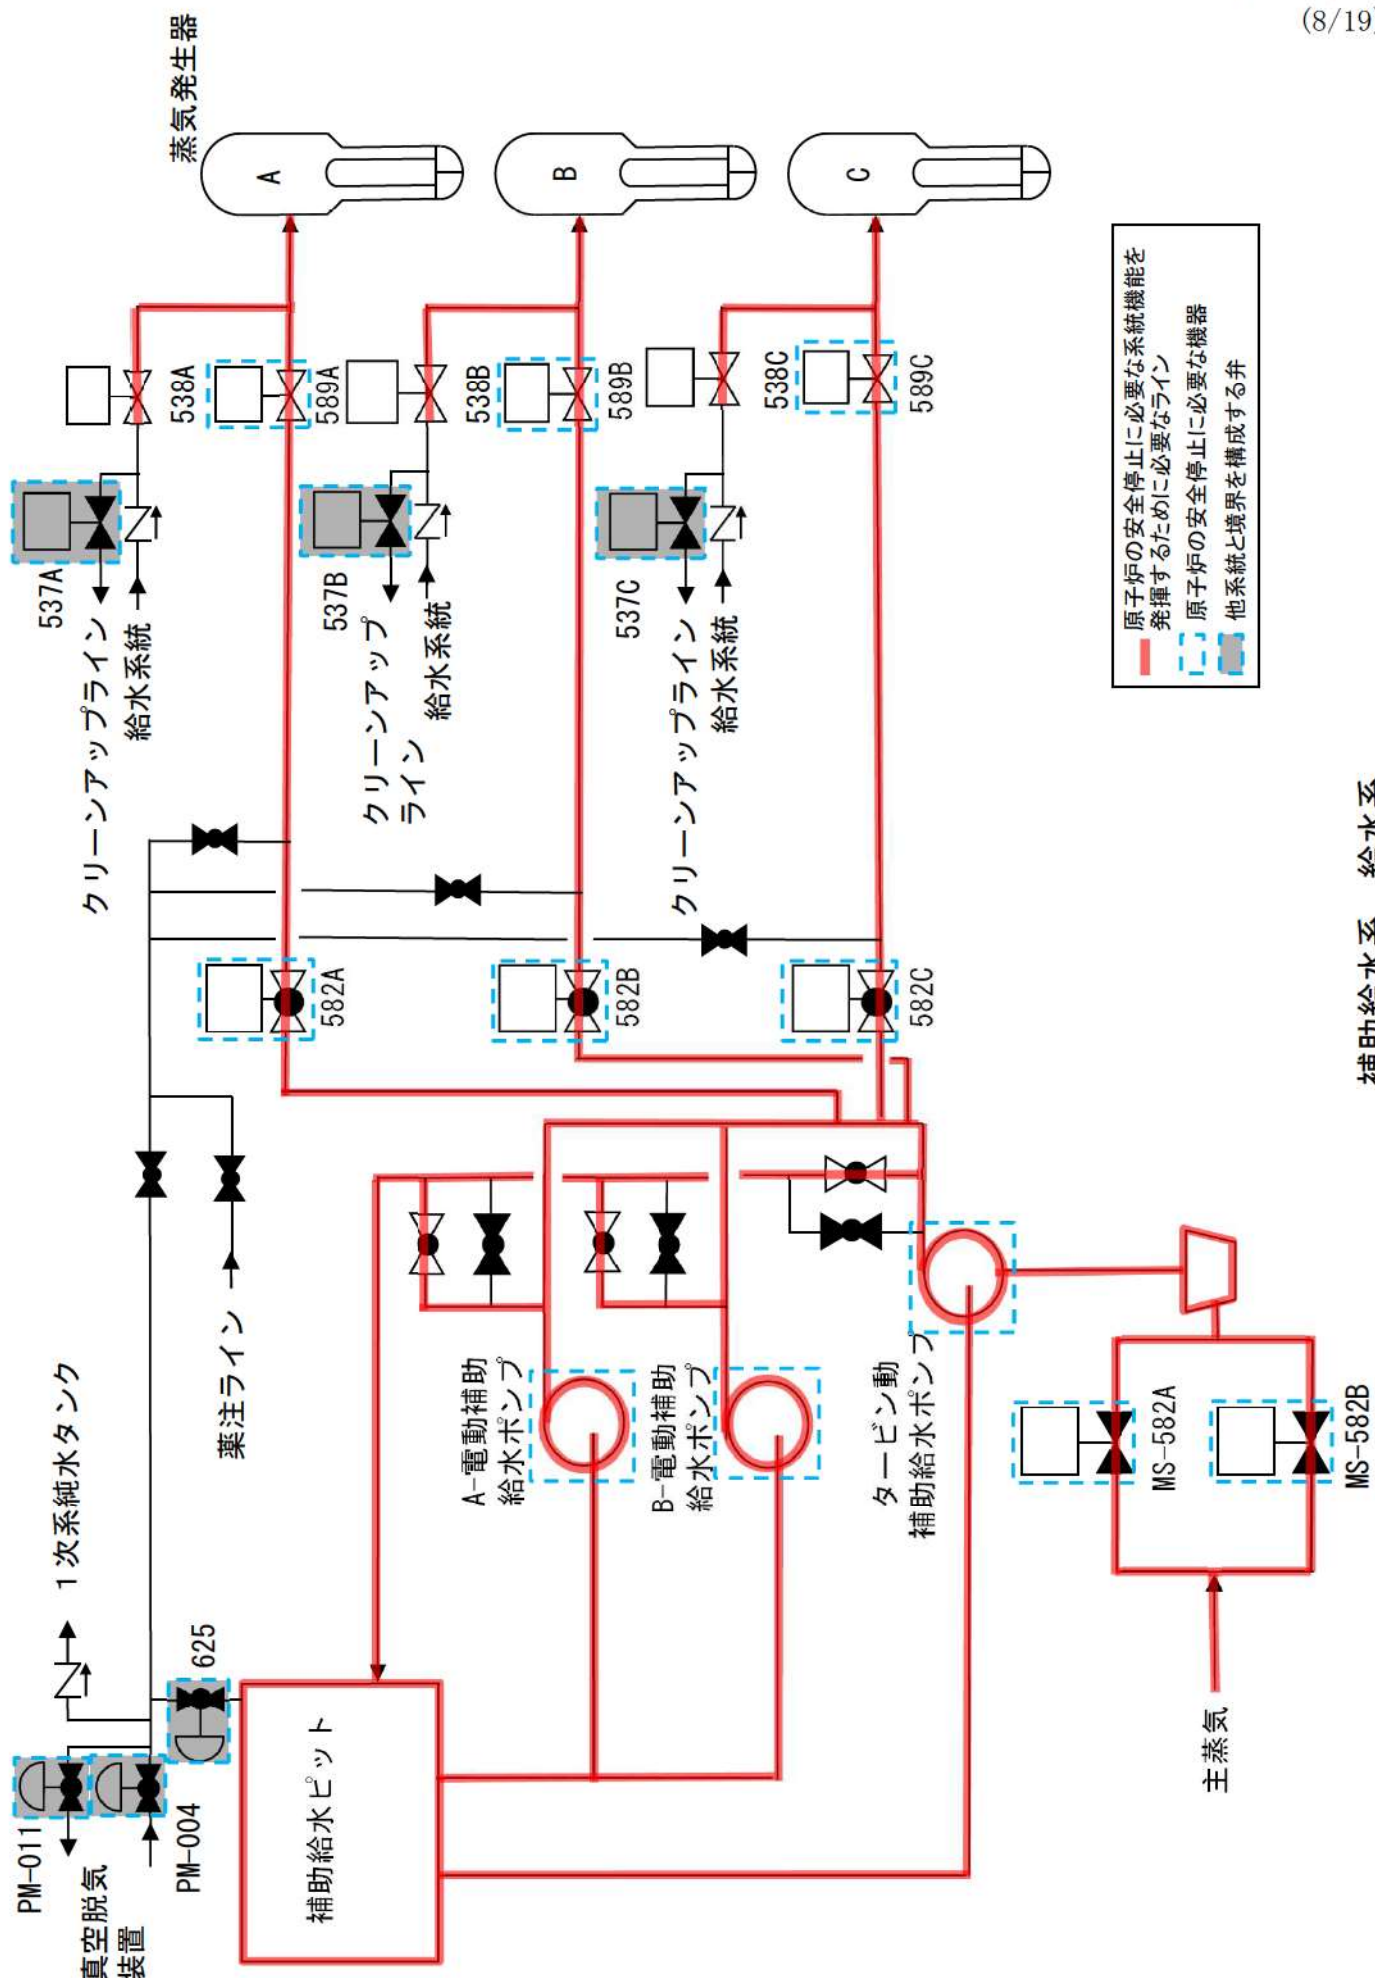 (8/19)
蒸気発生器
A
B
C
538A
589A
538B
589B
538C
589C
537A
クリーンアップライン
給水系統
537B
クリーンアップ
ライン
給水系統
537C
クリーンアップライン
給水系統
582A
582B
582C
薬注ライン
1次系純水タンク
625
PM-011
真空脱気
装置
PM-004
補助給水ピット
A-電動補助
給水ポンプ
B-電動補助
給水ポンプ
タービン動
補助給水ポンプ
主蒸気
MS-582A
MS-582B
原子炉の安全停止に必要な系統機能を
発揮するために必要なライン
原子炉の安全停止に必要な機器
他系統と境界を構成する弁
補助給水系 給水系